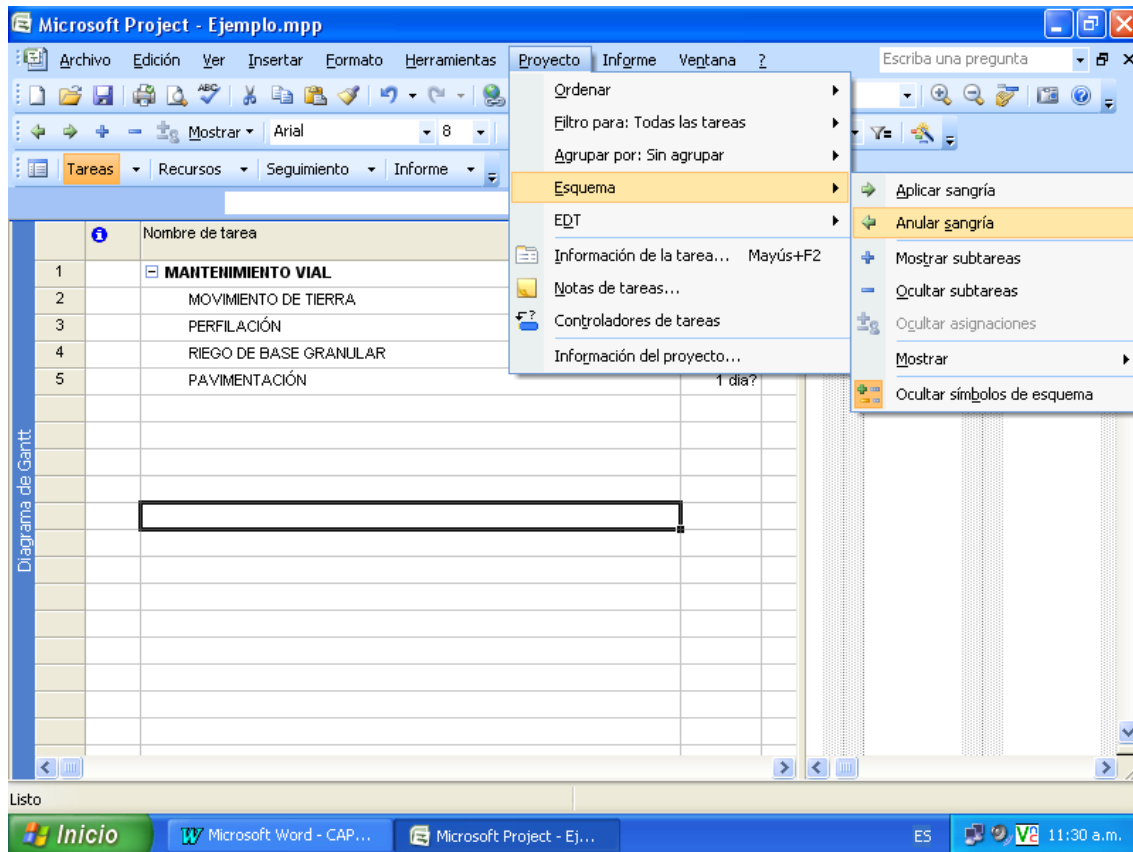 Microsoft Project - Ejemplo.mpp
Archivo Edición Ver Insertar Formato Herramientas Proyecto Informe Ventana ? Escriba una pregunta
Mostrar Arial 8
Tareas Recursos Seguimiento Informe
Ordenar
Filtro para: Todas las tareas
Agrupar por: Sin agrupar
Esquema
EDT
Información de la tarea... Mayús+F2
Notas de tareas...
Controladores de tareas
Información del proyecto...
Aplicar sangría
Anular sangría
Mostrar subtareas
Ocultar subtareas
Ocultar asignaciones
Mostrar
Ocultar símbolos de esquema
Nombre de tarea
1 MANTENIMIENTO VIAL
2 MOVIMIENTO DE TIERRA
3 PERFILACIÓN
4 RIEGO DE BASE GRANULAR
5 PAVIMENTACIÓN 1 día?
Diagrama de Gantt
Listo
Inicio Microsoft Word - CAP... Microsoft Project - Ej... ES 11:30 a.m.